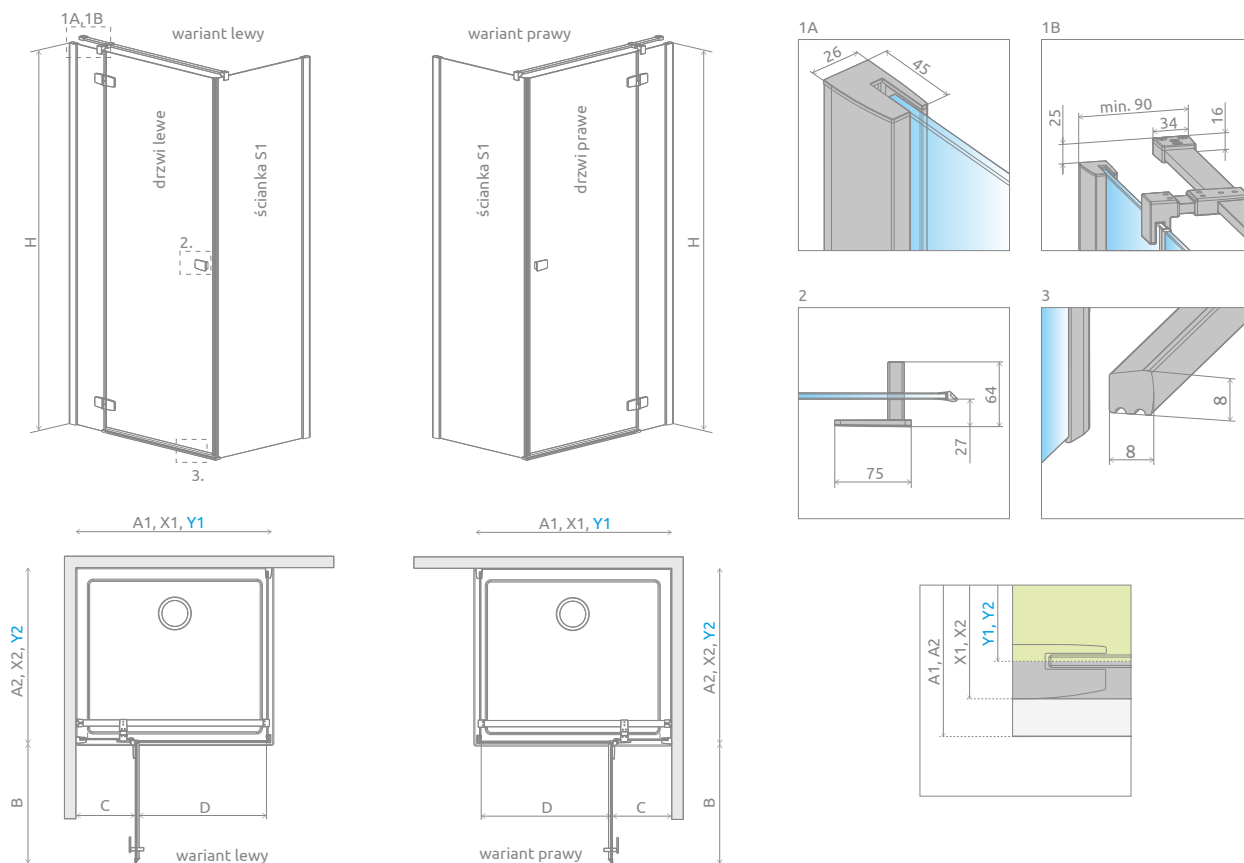 1A,1B
wariant lewy
H
drzwi lewe
ścianka S1
2.
3.
wariant prawy
ścianka S1
drzwi prawe
H
1A
26
45
1B
25
min. 90
34
16
2
64
27
75
3
8
8
A1, X1, Y1
A2, X2, Y2
B
C
D
wariant lewy
A1, X1, Y1
A2, X2, Y2
B
D
C
wariant prawy
A1, A2
X1, X2
Y1, Y2